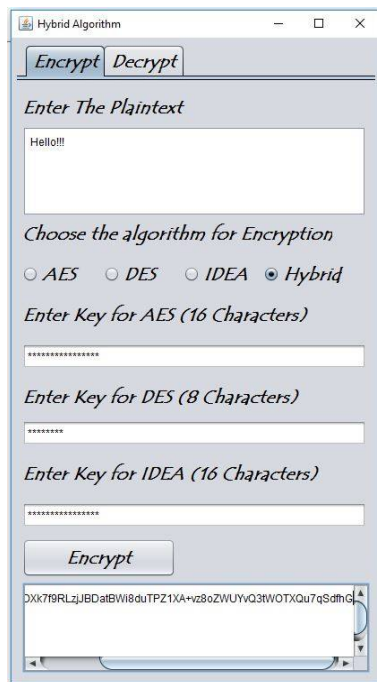 Hybrid Algorithm
Encrypt Decrypt
Enter The Plaintext
Hello!!!
Choose the algorithm for Encryption
AES DES IDEA Hybrid
Enter Key for AES (16 Characters)
****************
Enter Key for DES (8 Characters)
********
Enter Key for IDEA (16 Characters)
****************
Encrypt
DXk7f9RLzjJBDatBWi8duTPZ1XA+vz8oZWUYvQ3tWOTXQu7qSdfhG